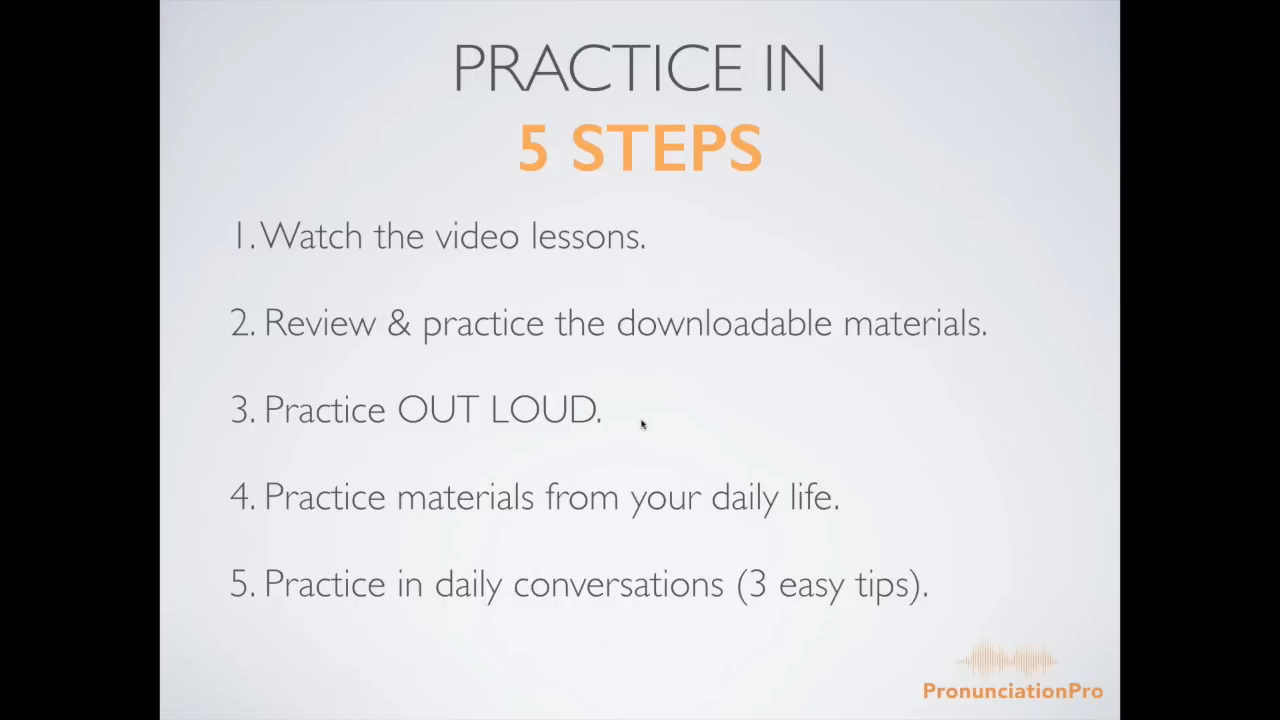 PRACTICE IN
5 STEPS
1. Watch the video lessons.
2. Review & practice the downloadable materials.
3. Practice OUT LOUD.
4. Practice materials from your daily life.
5. Practice in daily conversations (3 easy tips).
PronunciationPro